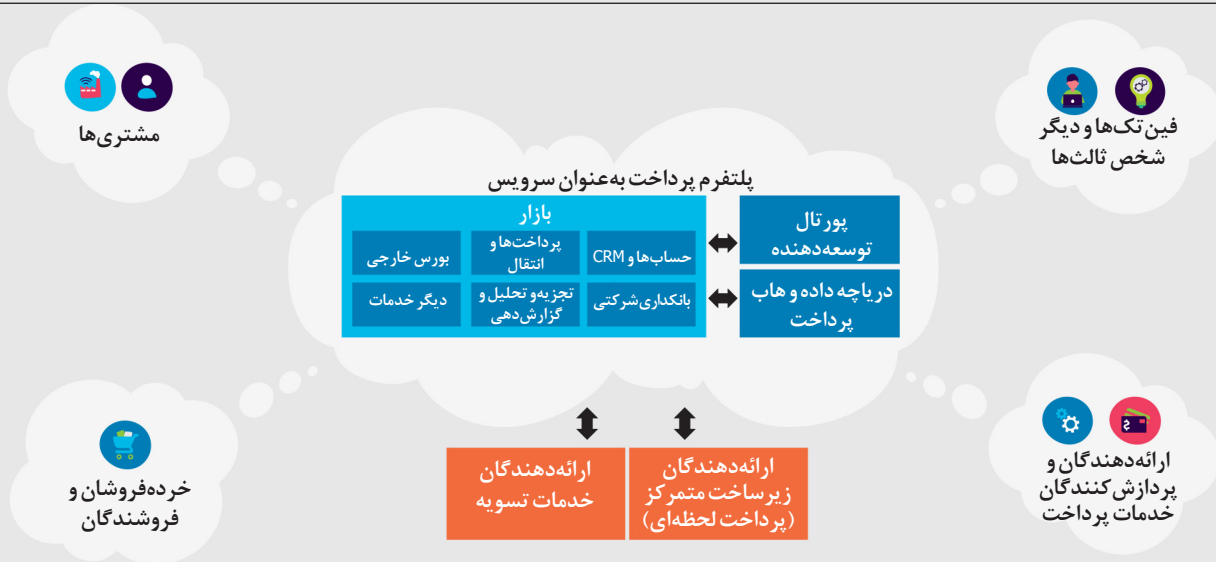 مشتری‌ها
فین‌تک‌ها و دیگر
شخص ثالث‌ها
پلتفرم پرداخت به‌عنوان سرویس
پورتال
توسعه‌دهنده
بازار
حساب‌ها و CRM
پرداخت‌ها و
انتقال
بورس خارجی
دریاچه داده و هاب
پرداخت
بانکداری شرکتی
تجزیه‌و تحلیل و
گزارش‌دهی
دیگر خدمات
ارائه‌دهندگان
زیرساخت متمرکز
(پرداخت لحظه‌ای)
ارائه‌دهندگان
خدمات تسویه
ارائه‌دهندگان و
پردازش‌کنندگان
خدمات پرداخت
خرده‌فروشان و
فروشندگان